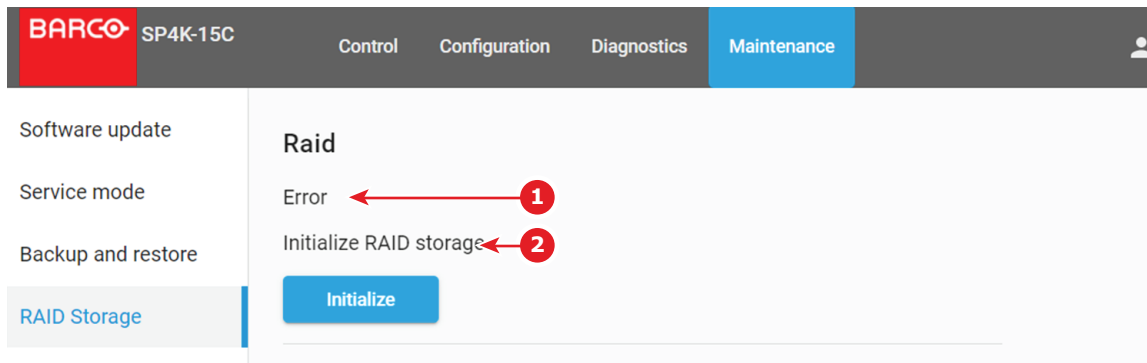 BARCO SP4K-15C
Control Configuration Diagnostics Maintenance
Software update
Service mode
Backup and restore
RAID Storage
Raid
Error 1
Initialize RAID storage 2
Initialize